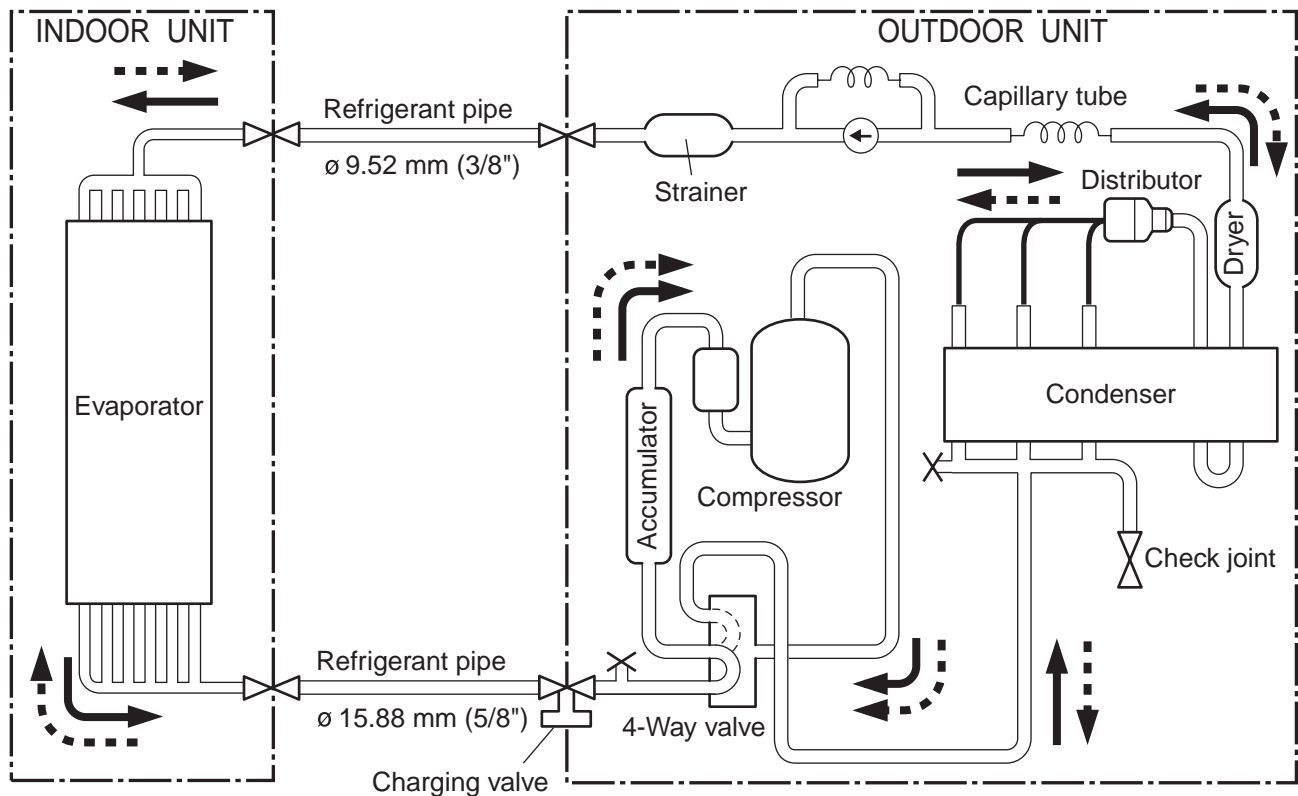 INDOOR UNIT
OUTDOOR UNIT
Refrigerant pipe
ø 9.52 mm (3/8")
Strainer
Capillary tube
Distributor
Dryer
Evaporator
Accumulator
Compressor
Condenser
Check joint
Refrigerant pipe
ø 15.88 mm (5/8")
4-Way valve
Charging valve